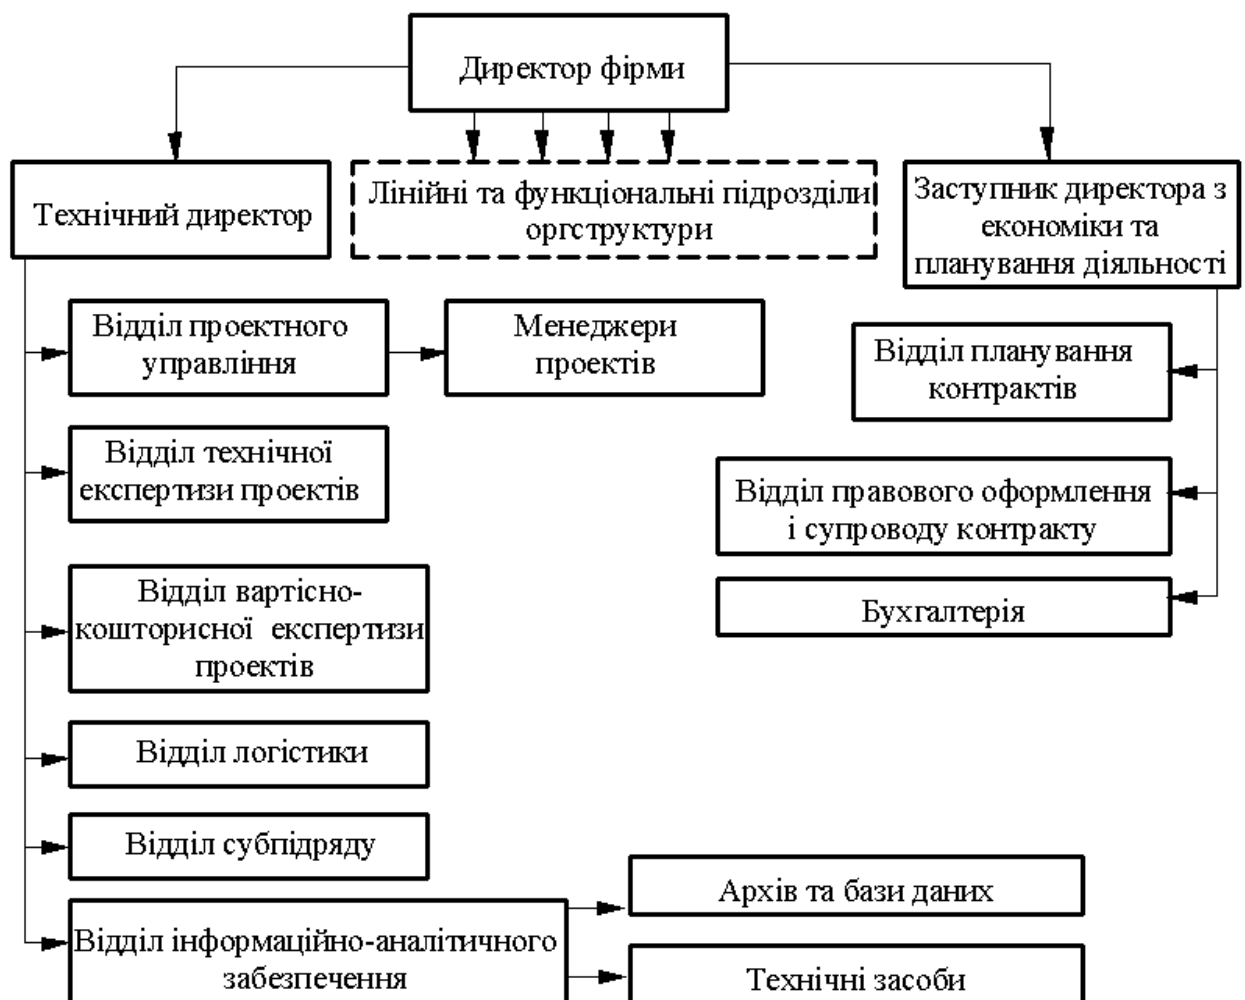 Директор фірми
Технічний директор
Лінійні та функціональні підрозділи
оргструктури
Заступник директора з
економіки та
планування діяльності
Відділ проектного
управління
Менеджери
проектів
Відділ планування
контрактів
Відділ технічної
експертизи проектів
Відділ правового оформлення
і супроводу контракту
Відділ вартісно-
кошторисної експертизи
проектів
Бухгалтерія
Відділ логістики
Відділ субпідряду
Архів та бази даних
Відділ інформаційно-аналітичного
забезпечення
Технічні засоби